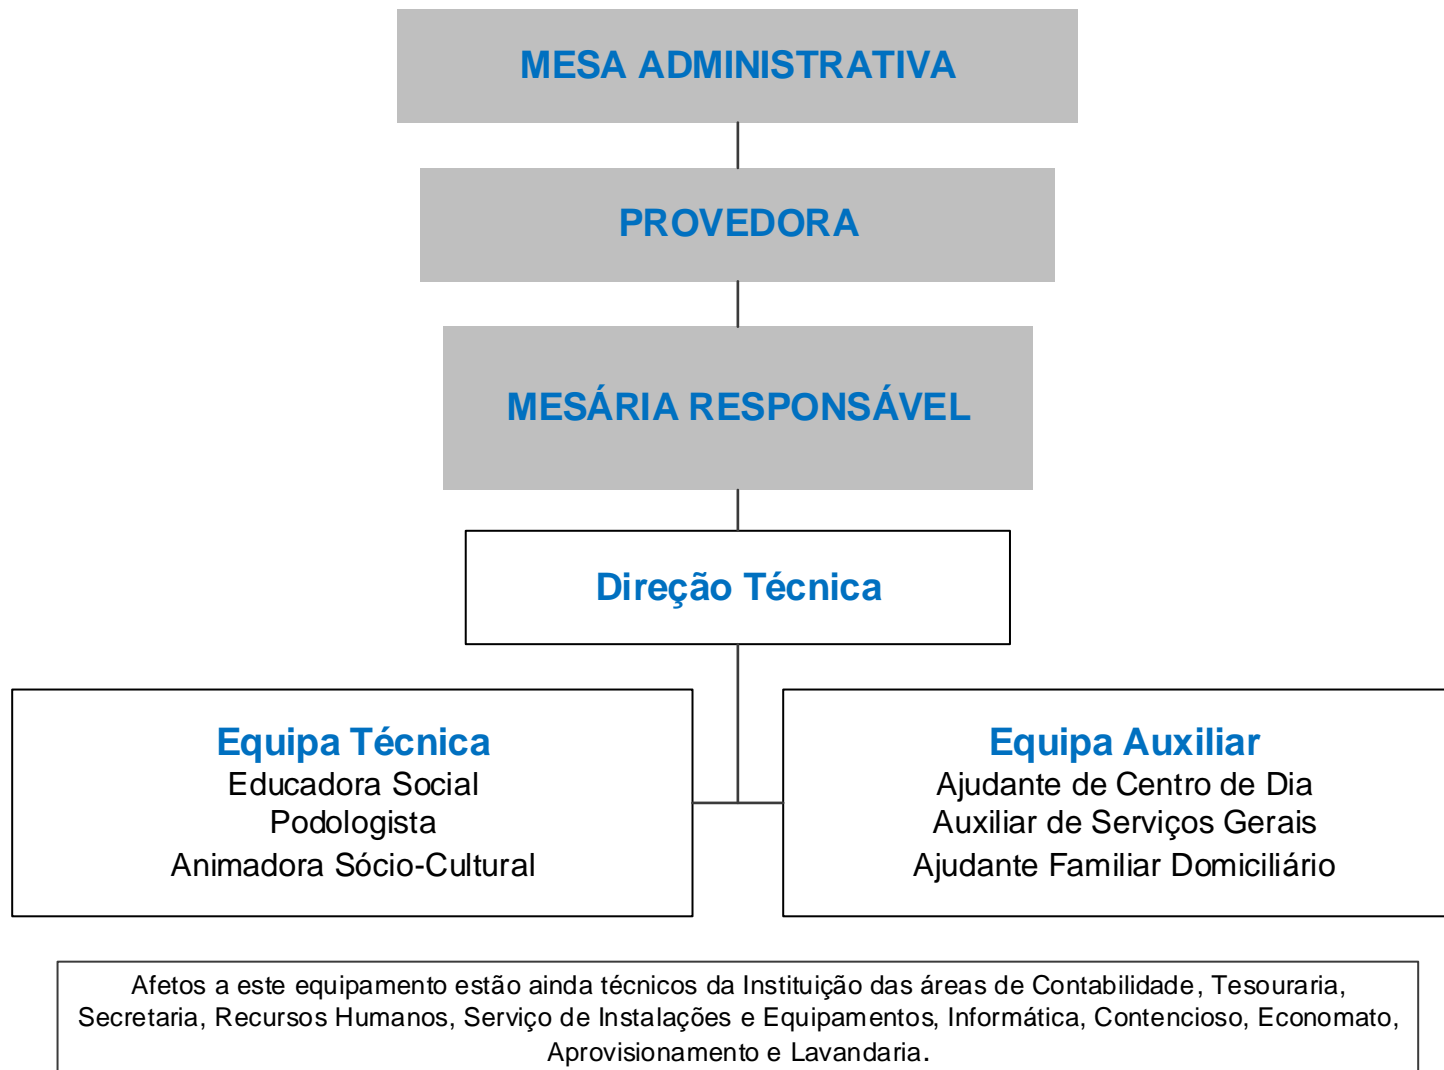 MESA ADMINISTRATIVA
PROVEDORA
MESÁRIA RESPONSÁVEL
Direção Técnica
Equipa Técnica
Educadora Social
Podologista
Animadora Sócio-Cultural
Equipa Auxiliar
Ajudante de Centro de Dia
Auxiliar de Serviços Gerais
Ajudante Familiar Domiciliário
Afetos a este equipamento estão ainda técnicos da Instituição das áreas de Contabilidade, Tesouraria,
Secretaria, Recursos Humanos, Serviço de Instalações e Equipamentos, Informática, Contencioso, Economato,
Aprovisionamento e Lavandaria.